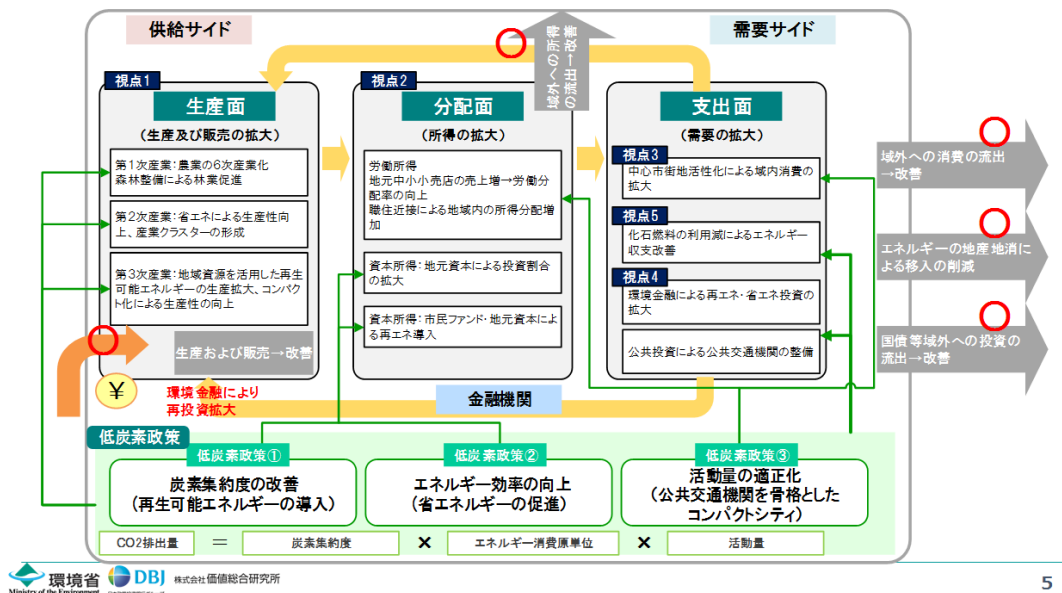 供給サイド
需要サイド
域外への所得
の流出→改善
視点1
生産面
(生産及び販売の拡大)
第1次産業:農業の6次産業化
森林整備による林業促進
第2次産業:省エネによる生産性向
上、産業クラスターの形成
第3次産業:地域資源を活用した再生
可能エネルギーの生産拡大、コンパク
ト化による生産性の向上
生産および販売→改善
¥
環境金融により
再投資拡大
視点2
分配面
(所得の拡大)
労働所得
地元中小小売店の売上増→労働分
配率の向上
職住近接による地域内の所得分配増
加
資本所得:地元資本による投資割合
の拡大
資本所得:市民ファンド・地元資本によ
る再エネ導入
金融機関
支出面
(需要の拡大)
視点3
中心市街地活性化による域内消費の
拡大
視点5
化石燃料の利用減によるエネルギー
収支改善
視点4
環境金融による再エネ・省エネ投資の
拡大
公共投資による公共交通機関の整備
域外への消費の流出
→改善
エネルギーの地産地消に
よる移入の削減
国債等域外への投資の
流出→改善
低炭素政策
低炭素政策①
炭素集約度の改善
(再生可能エネルギーの導入)
低炭素政策②
エネルギー効率の向上
(省エネルギーの促進)
低炭素政策③
活動量の適正化
(公共交通機関を骨格とした
コンパクトシティ)
CO2排出量 = 炭素集約度 × エネルギー消費原単位 × 活動量
環境省
Ministry of the Environment
DBJ 株式会社価値総合研究所
5